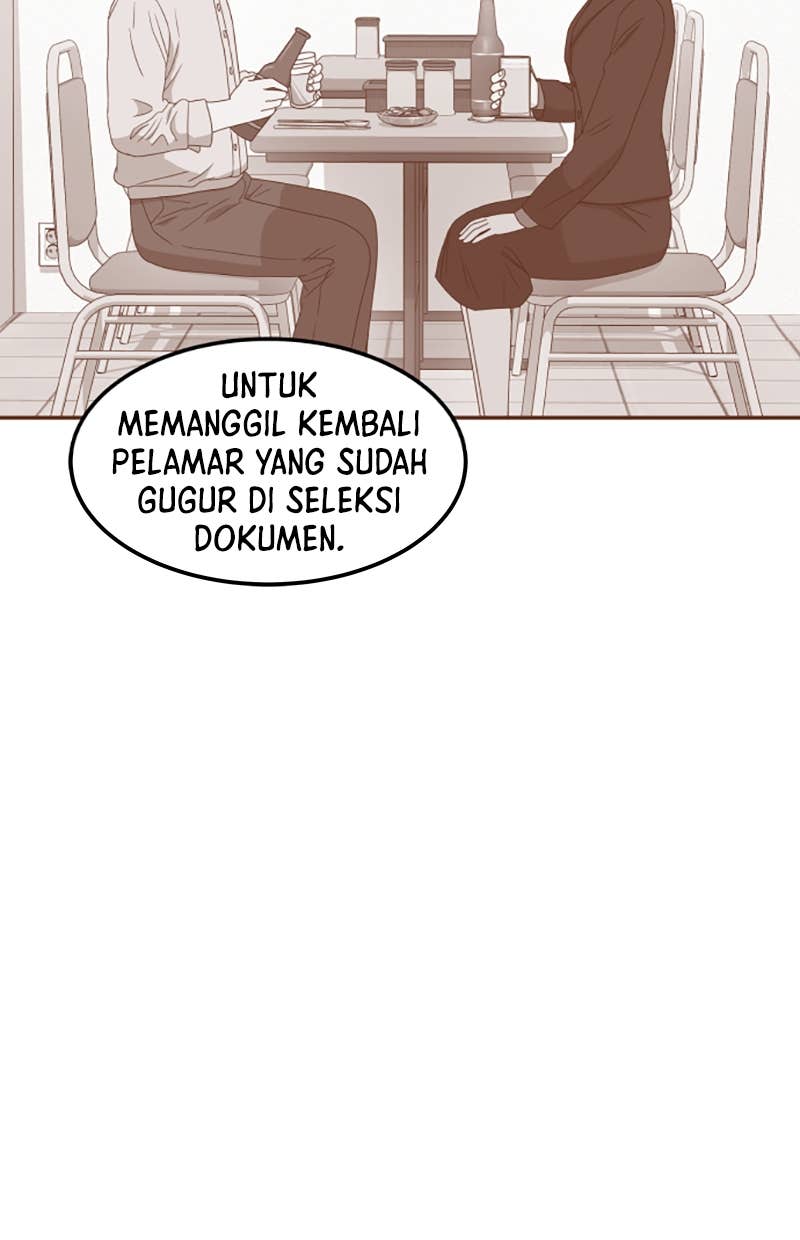 UNTUK
MEMANGGIL KEMBALI
PELAMAR YANG SUDAH
GUGUR DI SELEKSI
DOKUMEN.